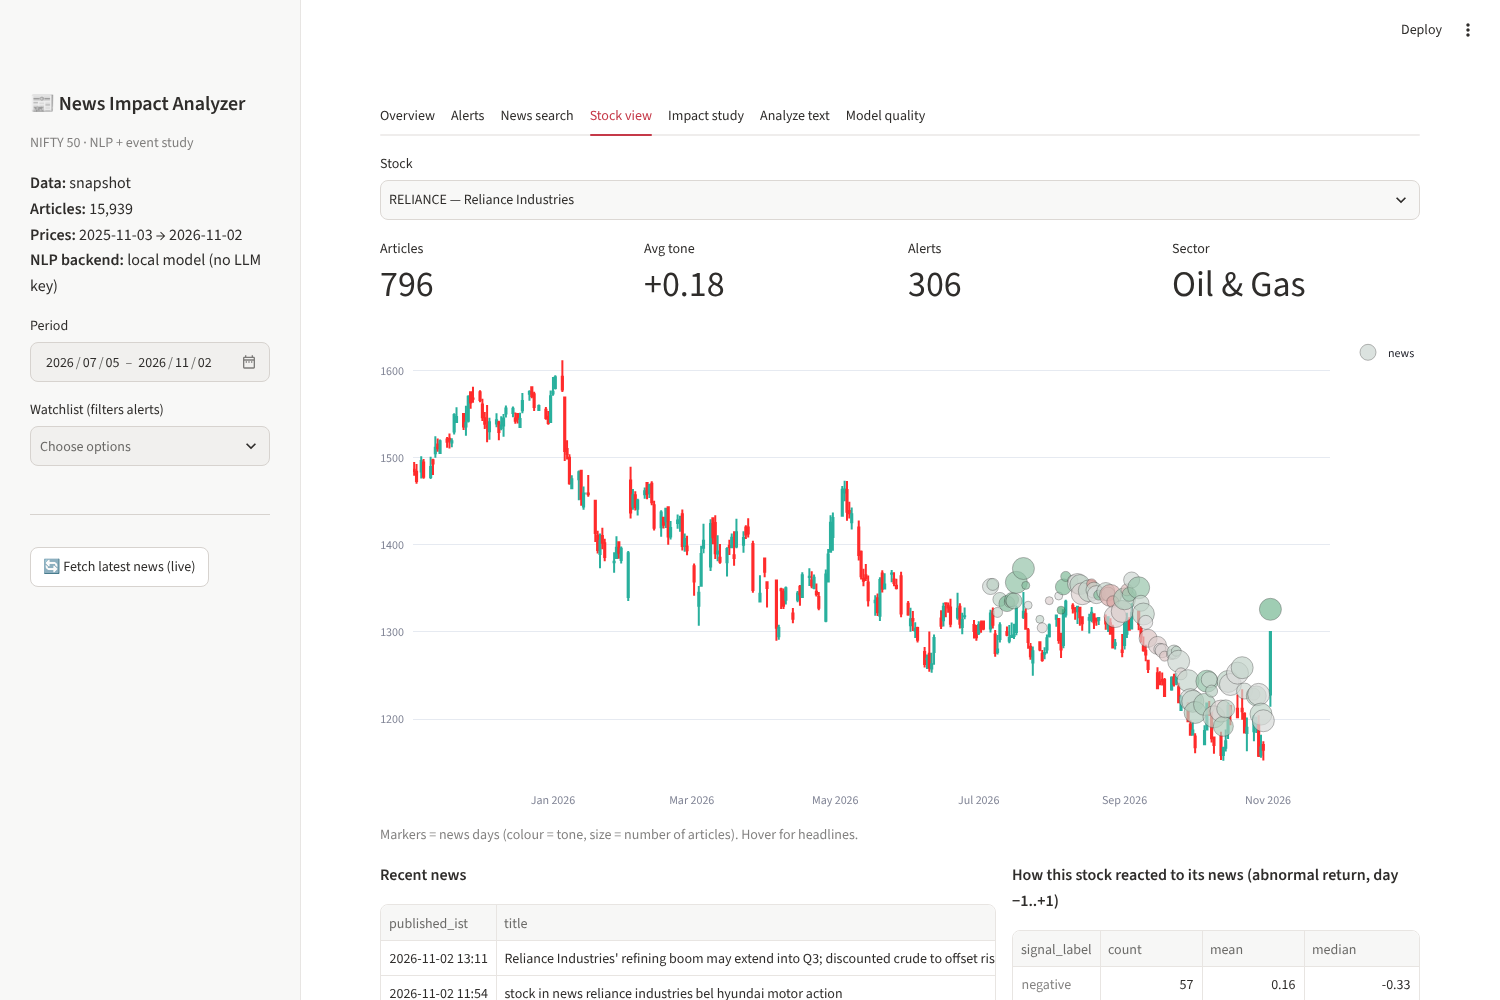 Deploy
📰 News Impact Analyzer
NIFTY 50 · NLP + event study
Data: snapshot
Articles: 15,939
Prices: 2025-11-03 → 2026-11-02
NLP backend: local model (no LLM
key)
Period
2026/07/05 – 2026/11/02
Watchlist (filters alerts)
Choose options
🔄 Fetch latest news (live)
Overview Alerts News search Stock view Impact study Analyze text Model quality
Stock
RELIANCE — Reliance Industries
Articles Avg tone Alerts Sector
796 +0.18 306 Oil & Gas
news
1600
1500
1400
1300
1200
Jan 2026 Mar 2026 May 2026 Jul 2026 Sep 2026 Nov 2026
Markers = news days (colour = tone, size = number of articles). Hover for headlines.
Recent news
published_ist title
2026-11-02 13:11 Reliance Industries' refining boom may extend into Q3; discounted crude to offset ris
2026-11-02 11:54 stock in news reliance industries bel hyundai motor action
How this stock reacted to its news (abnormal return, day
−1..+1)
signal_label count mean median
negative 57 0.16 -0.33